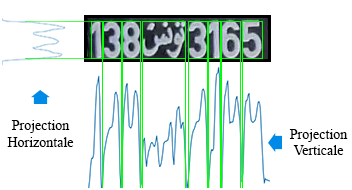 138 تونس 3165
Projection
Horizontale
Projection
Verticale